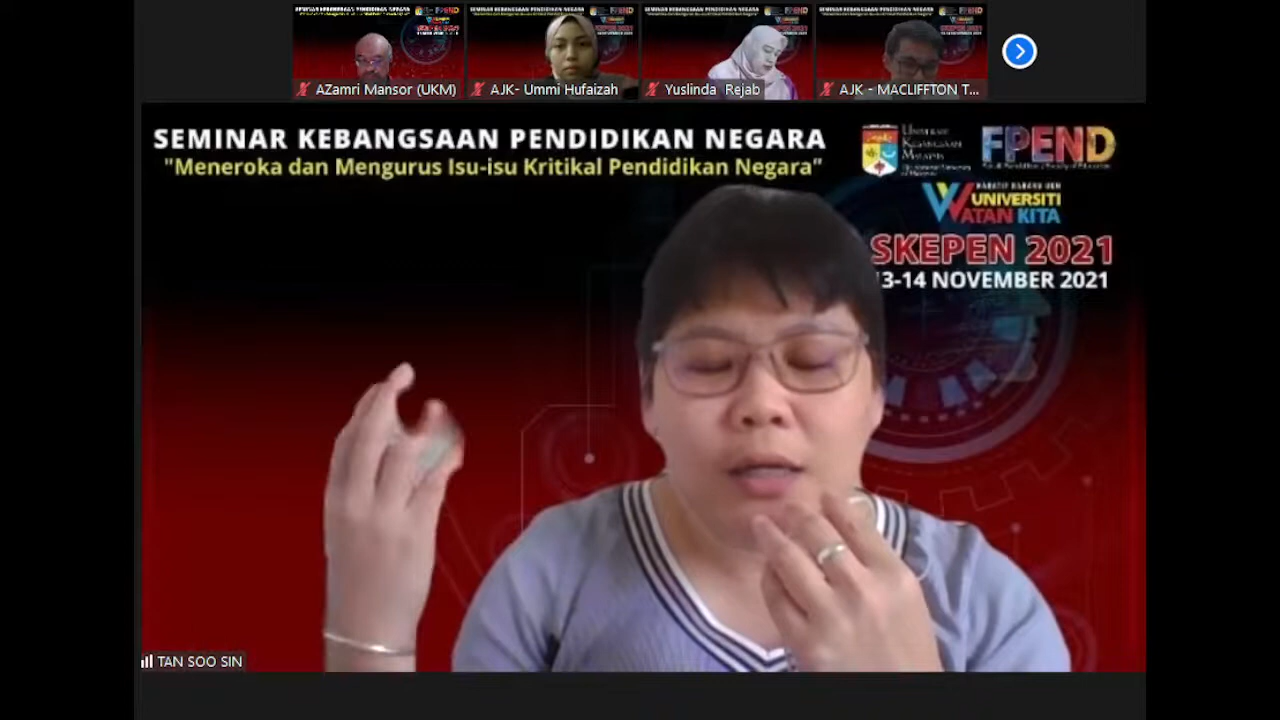 AZamri Mansor (UKM)
AJK- Ummi Hufaizah
Yuslinda Rejab
AJK - MACLIFFTON T...
SEMINAR KEBANGSAAN PENDIDIKAN NEGARA
"Meneroka dan Mengurus Isu-isu Kritikal Pendidikan Negara"
FPEND
UNIVERSITI
WATAN KITA
SKEPEN 2021
13-14 NOVEMBER 2021
TAN SOO SIN